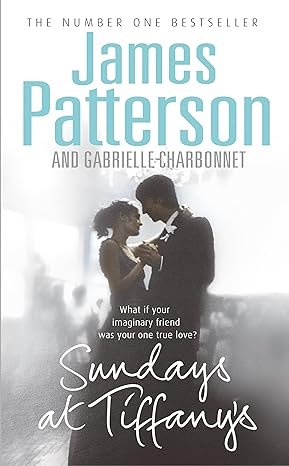 THE NUMBER ONE BESTSELLER
James
Patterson
AND GABRIELLE CHARBONNET
What if your
imaginary friend
was your one true love?
Sundays
at Tiffany's